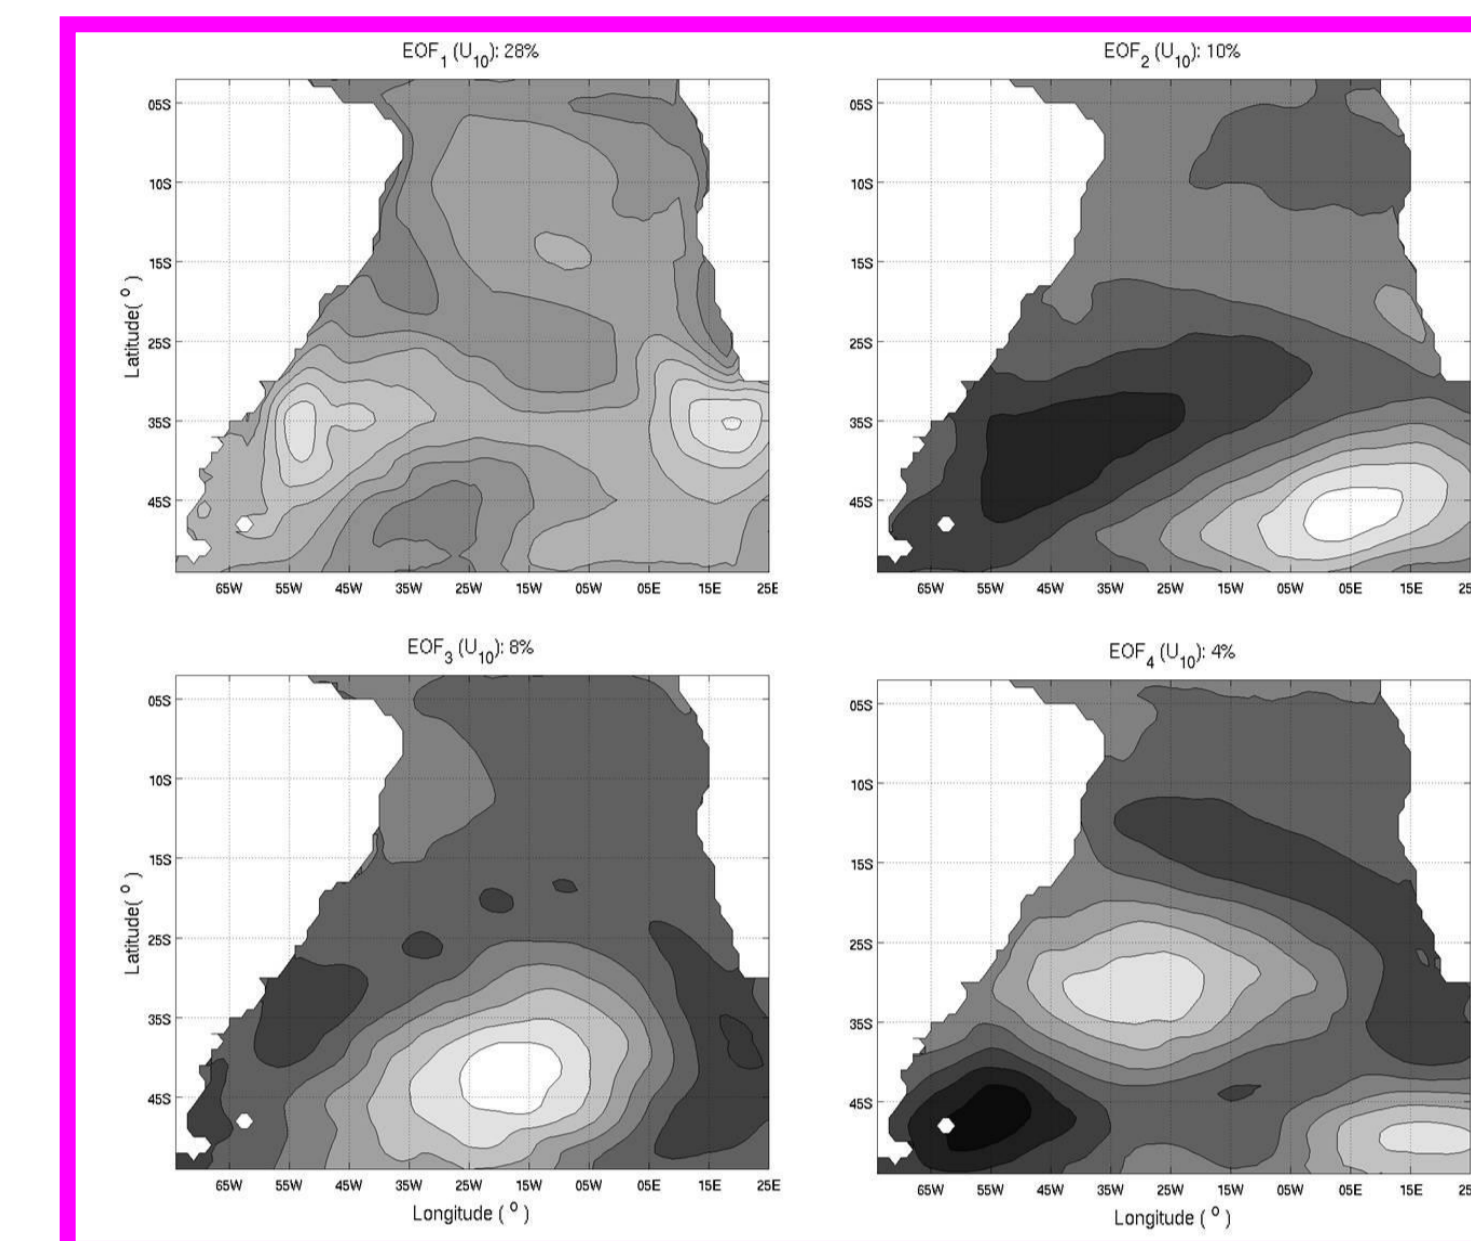 EOF1 (U10): 28%
EOF2 (U10): 10%
Latitude( o )
05S
10S
15S
25S
35S
45S
65W 55W 45W 35W 25W 15W 05W 05E 15E 25E
05S
10S
15S
25S
35S
45S
65W 55W 45W 35W 25W 15W 05W 05E 15E 25
EOF3 (U10): 8%
EOF4 (U10): 4%
Latitude( o )
05S
10S
15S
25S
35S
45S
65W 55W 45W 35W 25W 15W 05W 05E 15E 25E
Longitude ( o )
05S
10S
15S
25S
35S
45S
65W 55W 45W 35W 25W 15W 05W 05E 15E 25
Longitude ( o )